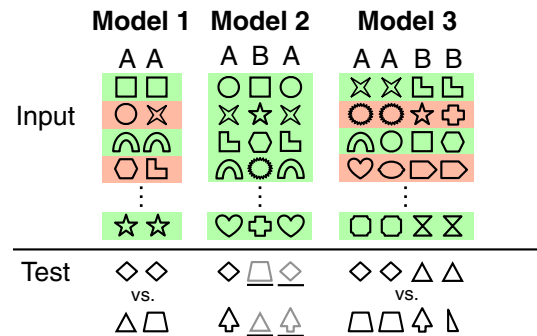 Model 1 Model 2 Model 3
A A A B A A A B B
Input
Test
vs. vs.